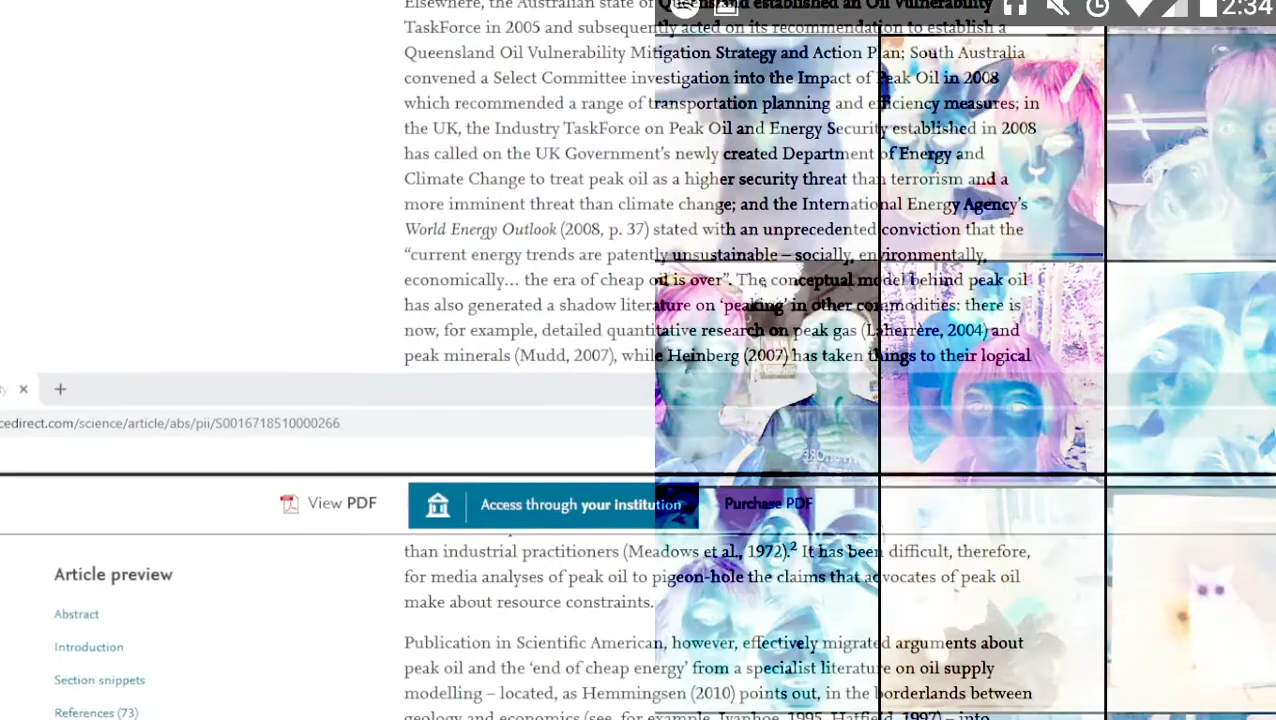 Elsewhere, the Australian state of Queensland established an Oil Vulnerability
TaskForce in 2005 and subsequently acted on its recommendation to establish a
Queensland Oil Vulnerability Mitigation Strategy and Action Plan; South Australia
convened a Select Committee investigation into the Impact of Peak Oil in 2008
which recommended a range of transportation planning and efficiency measures; in
the UK, the Industry TaskForce on Peak Oil and Energy Security established in 2008
has called on the UK Government's newly created Department of Energy and
Climate Change to treat peak oil as a higher security threat than terrorism and a
more imminent threat than climate change; and the International Energy Agency's
World Energy Outlook (2008, p. 37) stated with an unprecedented conviction that the
“current energy trends are patently unsustainable – socially, environmentally,
economically… the era of cheap oil is over”. The conceptual model behind peak oil
has also generated a shadow literature on ‘peaking’ in other commodities: there is
now, for example, detailed quantitative research on peak gas (Laherrère, 2004) and
peak minerals (Mudd, 2007), while Heinberg (2007) has taken things to their logical
2:34
cedirect.com/science/article/abs/pii/S0016718510000266
View PDF
Access through your institution
Purchase PDF
than industrial practitioners (Meadows et al., 1972).² It has been difficult, therefore,
for media analyses of peak oil to pigeon-hole the claims that advocates of peak oil
make about resource constraints.
Article preview
Abstract
Introduction
Section snippets
References (73)
Publication in Scientific American, however, effectively migrated arguments about
peak oil and the ‘end of cheap energy’ from a specialist literature on oil supply
modelling – located, as Hemmingsen (2010) points out, in the borderlands between
geology and economics (see, for example, Ivanhoe, 1995, Hatfield, 1997) – into